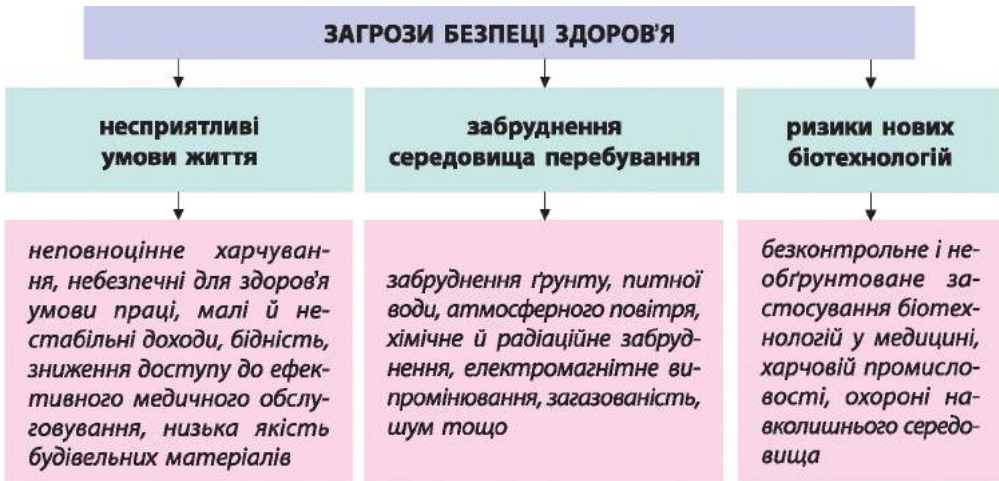 ЗАГРОЗИ БЕЗПЕЦІ ЗДОРОВ'Я
несприятливі
умови життя
забруднення
середовища перебування
ризики нових
біотехнологій
неповноцінне харчуван-
ня, небезпечні для здоров'я
умови праці, малі й не-
стабільні доходи, бідність,
зниження доступу до ефек-
тивного медичного обслу-
говування, низька якість
будівельних матеріалів
забруднення ґрунту, питної
води, атмосферного повітря,
хімічне й радіаційне забруд-
нення, електромагнітне ви-
промінювання, загазованість,
шум тощо
безконтрольне і не-
обґрунтоване за-
стосування біотех-
нологій у медицині,
харчовій промисло-
вості, охороні на-
вколишнього середо-
вища